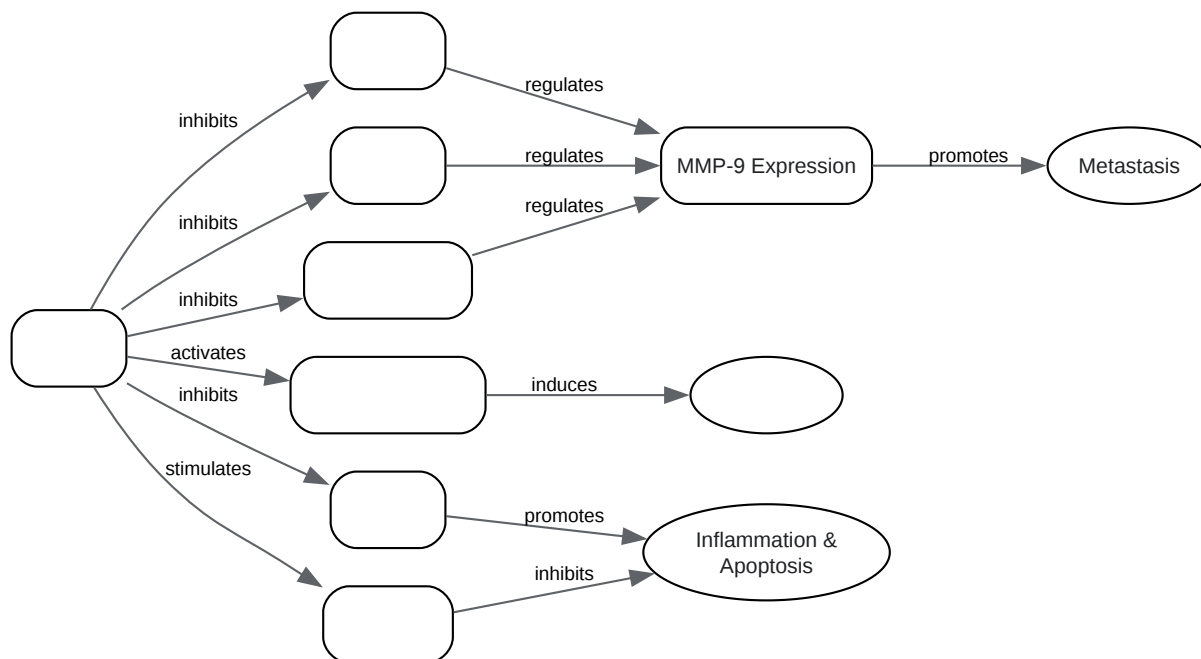 regulates
inhibits
regulates
MMP-9 Expression
promotes
Metastasis
inhibits
regulates
inhibits
activates
inhibits
induces
stimulates
promotes
Inflammation &
Apoptosis
inhibits